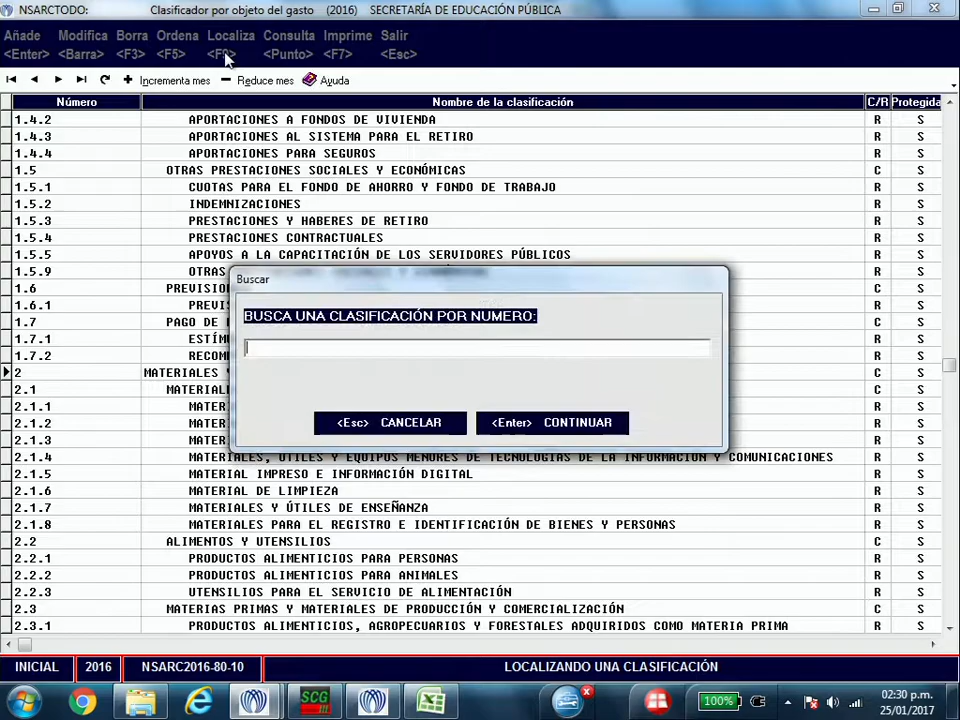 NSARCTODO: Clasificador por objeto del gasto (2016) SECRETARÍA DE EDUCACIÓN PÚBLICA
Añade Modifica Borra Ordena Localiza Consulta Imprime Salir
<Enter> <Barra> <F3> <F5> <Punto> <F7> <Esc>
Incrementa mes Reduce mes Ayuda
Número Nombre de la clasificación C/R Protegida
1.4.2 APORTACIONES A FONDOS DE VIVIENDA R S
1.4.3 APORTACIONES AL SISTEMA PARA EL RETIRO R S
1.4.4 APORTACIONES PARA SEGUROS R S
1.5 OTRAS PRESTACIONES SOCIALES Y ECONÓMICAS C S
1.5.1 CUOTAS PARA EL FONDO DE AHORRO Y FONDO DE TRABAJO R S
1.5.2 INDEMNIZACIONES R S
1.5.3 PRESTACIONES Y HABERES DE RETIRO R S
1.5.4 PRESTACIONES CONTRACTUALES R S
1.5.5 APOYOS A LA CAPACITACIÓN DE LOS SERVIDORES PÚBLICOS R S
1.5.9 OTRAS R S
1.6 PREVISION C S
1.6.1 PREVIS R S
1.7 PAGO DE C S
1.7.1 ESTÍM R S
1.7.2 RECOM R S
2 MATERIALES C S
2.1 MATERIAL C S
2.1.1 MATER R S
2.1.2 MATER R S
2.1.3 MATER R S
2.1.4 MATERIALES, ÚTILES Y EQUIPOS MENORES DE TECNOLOGÍAS DE LA INFORMACIÓN Y COMUNICACIONES R S
2.1.5 MATERIAL IMPRESO E INFORMACIÓN DIGITAL R S
2.1.6 MATERIAL DE LIMPIEZA R S
2.1.7 MATERIALES Y ÚTILES DE ENSEÑANZA R S
2.1.8 MATERIALES PARA EL REGISTRO E IDENTIFICACIÓN DE BIENES Y PERSONAS R S
2.2 ALIMENTOS Y UTENSILIOS C S
2.2.1 PRODUCTOS ALIMENTICIOS PARA PERSONAS R S
2.2.2 PRODUCTOS ALIMENTICIOS PARA ANIMALES R S
2.2.3 UTENSILIOS PARA EL SERVICIO DE ALIMENTACIÓN R S
2.3 MATERIAS PRIMAS Y MATERIALES DE PRODUCCIÓN Y COMERCIALIZACIÓN C S
2.3.1 PRODUCTOS ALIMENTICIOS, AGROPECUARIOS Y FORESTALES ADQUIRIDOS COMO MATERIA PRIMA R S
Buscar
BUSCA UNA CLASIFICACIÓN POR NUMERO:
<Esc> CANCELAR <Enter> CONTINUAR
INICIAL 2016 NSARC2016-80-10 LOCALIZANDO UNA CLASIFICACIÓN
SCG 100% 02:30 p.m.
25/01/2017